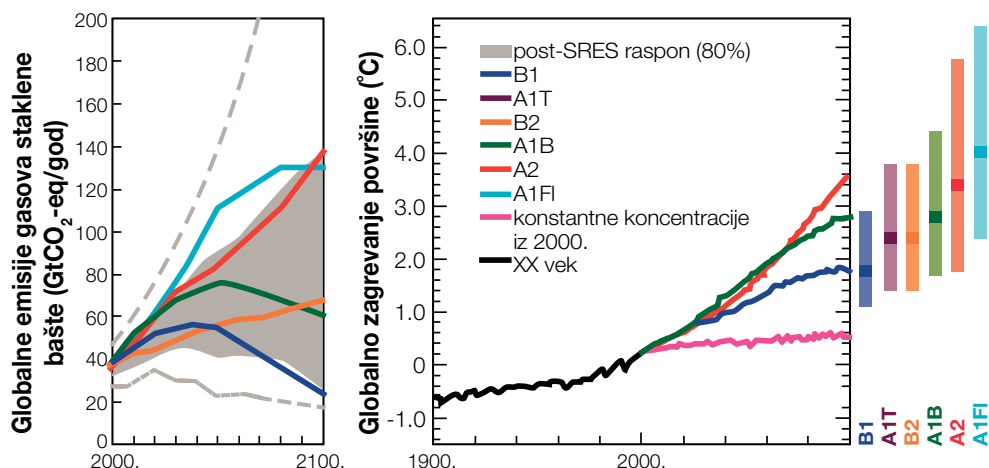 Globalne emisije gasova staklene
bašte (GtCO2-eq/god)
200
180
160
140
120
100
80
60
40
20
0
2000.
2100.
Globalno zagrevanje površine (˚C)
6.0
5.0
4.0
3.0
2.0
1.0
0
-1.0
1900.
2000.
post-SRES raspon (80%)
B1
A1T
B2
A1B
A2
A1FI
konstantne koncentracije
iz 2000.
XX vek
B1
A1T
B2
A1B
A2
A1FI